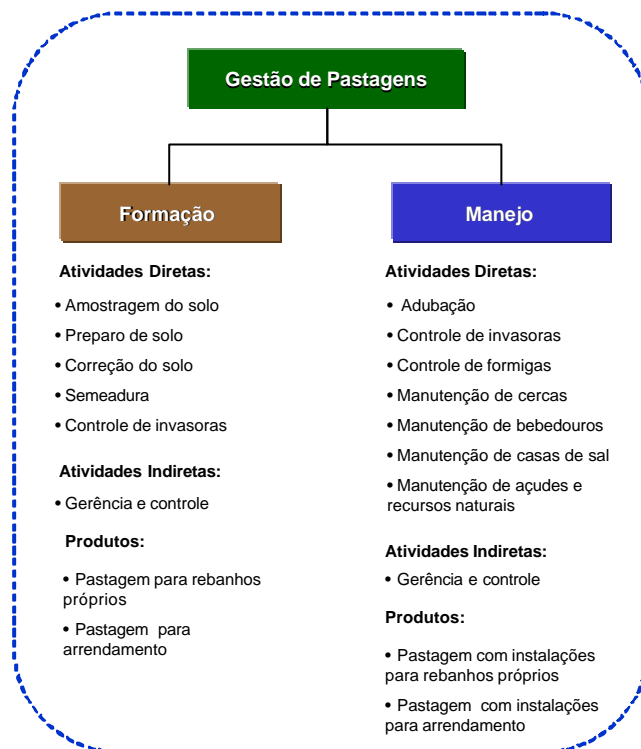 Gestão de Pastagens
Formação
Atividades Diretas:
• Amostragem do solo
• Preparo de solo
• Correção do solo
• Semeadura
• Controle de invasoras
Atividades Indiretas:
• Gerência e controle
Produtos:
• Pastagem para rebanhos
próprios
• Pastagem para
arrendamento
Manejo
Atividades Diretas:
• Adubação
• Controle de invasoras
• Controle de formigas
• Manutenção de cercas
• Manutenção de bebedouros
• Manutenção de casas de sal
• Manutenção de açudes e
recursos naturais
Atividades Indiretas:
• Gerência e controle
Produtos:
• Pastagem com instalações
para rebanhos próprios
• Pastagem com instalações
para arrendamento